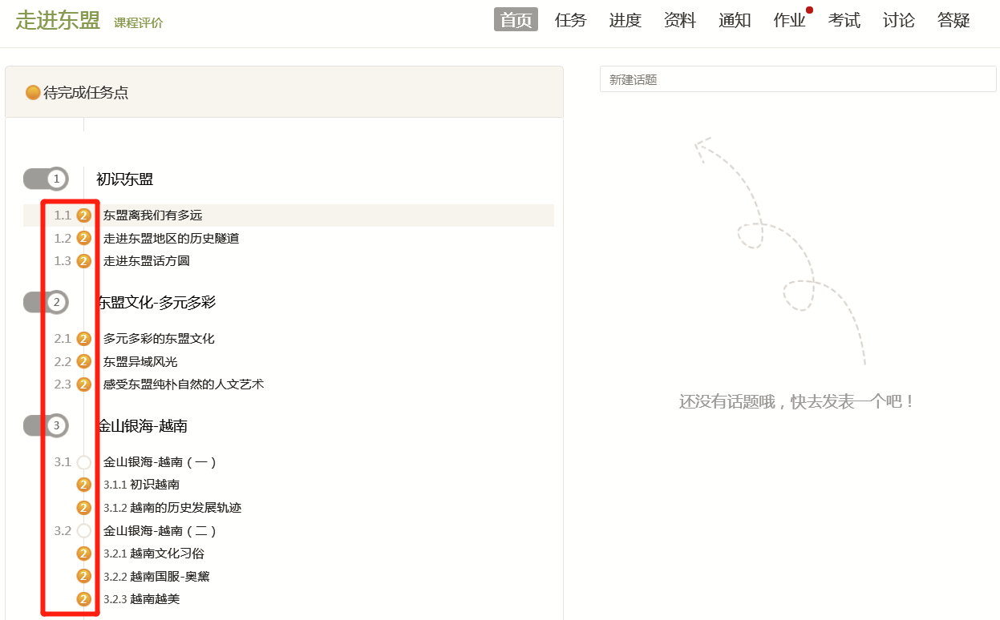 走进东盟 课程评价 首页 任务 进度 资料 通知 作业 考试 讨论 答疑
待完成任务点
1 初识东盟
1.1 2 东盟离我们有多远
1.2 2 走进东盟地区的历史隧道
1.3 2 走进东盟话方圆
2 东盟文化-多元多彩
2.1 2 多元多彩的东盟文化
2.2 2 东盟异域风光
2.3 2 感受东盟纯朴自然的人文艺术
3 金山银海-越南
3.1 金山银海-越南（一）
2 3.1.1 初识越南
2 3.1.2 越南的历史发展轨迹
3.2 金山银海-越南（二）
2 3.2.1 越南文化习俗
2 3.2.2 越南国服-奥黛
2 3.2.3 越南越美
新建话题
还没有话题哦，快去发表一个吧！